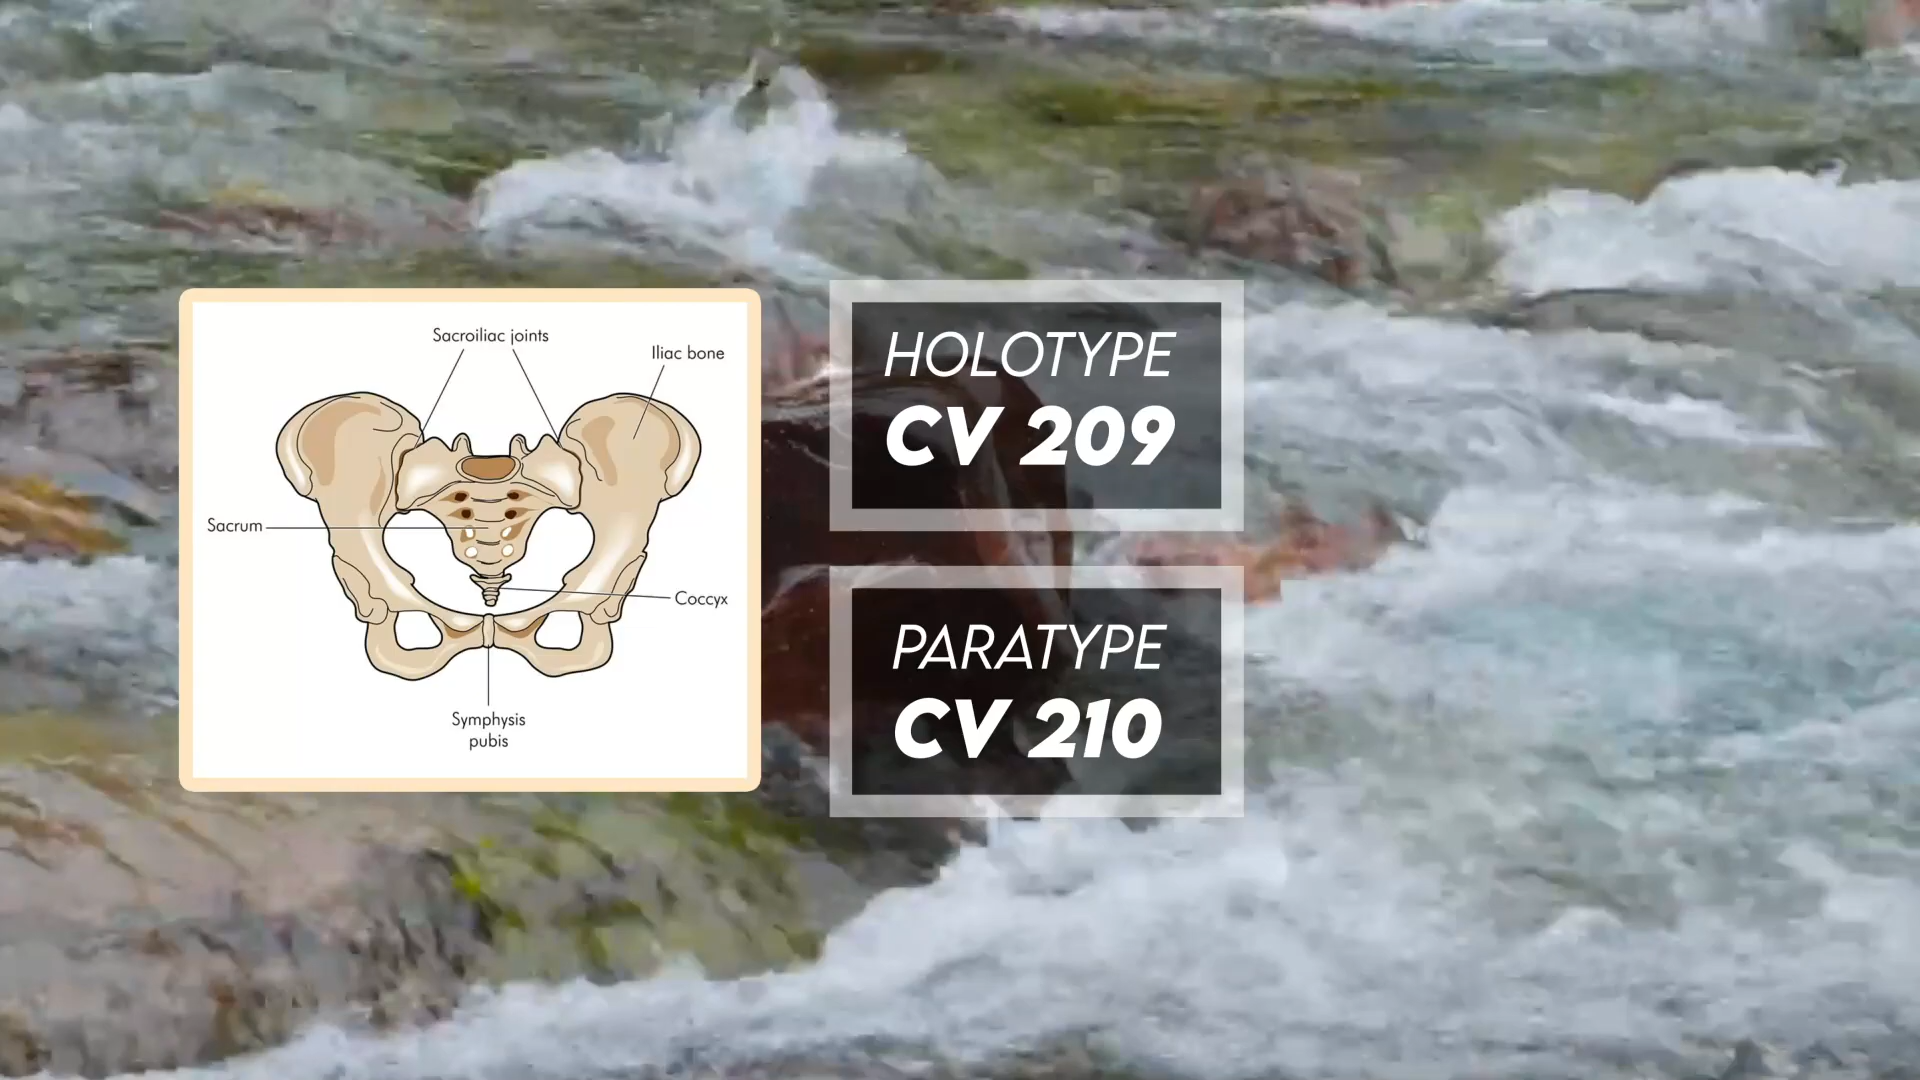 Sacroiliac joints
Iliac bone
Sacrum
Coccyx
Symphysis
pubis
HOLOTYPE
CV 209
PARATYPE
CV 210